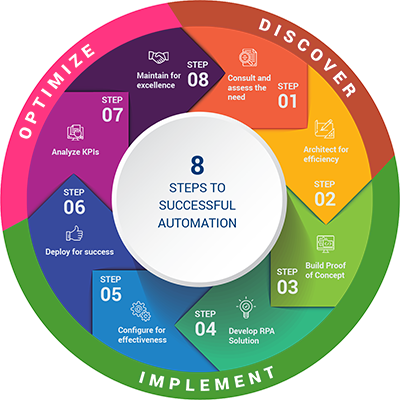 8
STEPS TO
SUCCESSFUL
AUTOMATION
DISCOVER
Consult and
assess the
need
STEP
01
Architect for
efficiency
STEP
02
IMPLEMENT
Build Proof
of Concept
STEP
03
Develop RPA
Solution
STEP
04
Configure for
effectiveness
STEP
05
Deploy for success
STEP
06
OPTIMIZE
Analyze KPIs
STEP
07
Maintain for
excellence
STEP
08